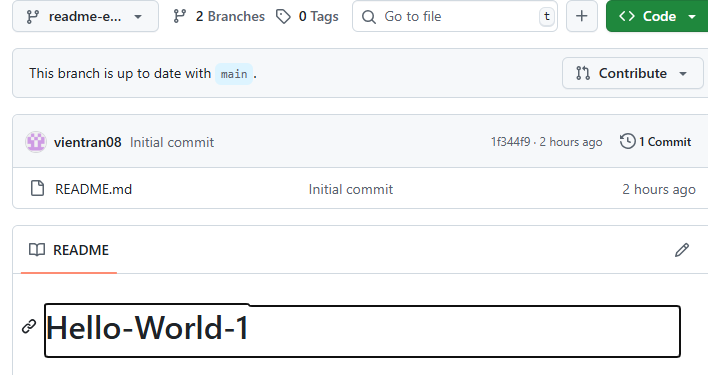 readme-e... 2 Branches 0 Tags Go to file t Code
This branch is up to date with main.
Contribute
vientran08 Initial commit 1f344f9 · 2 hours ago 1 Commit
README.md Initial commit 2 hours ago
README
Hello-World-1